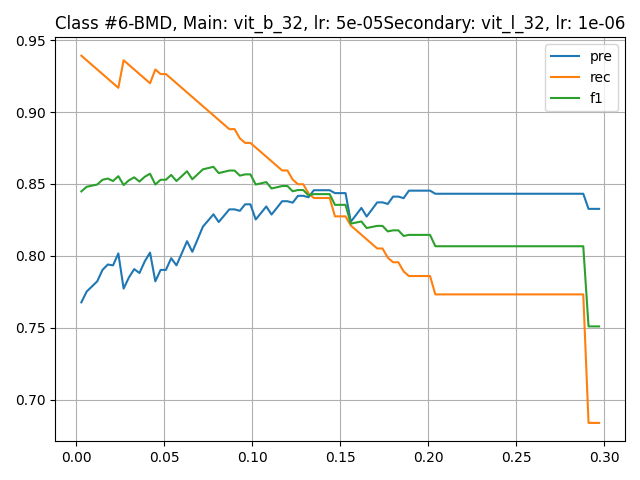 Class #6-BMD, Main: vit_b_32, lr: 5e-05Secondary: vit_l_32, lr: 1e-06
0.95
0.90
0.85
0.80
0.75
0.70
pre
rec
f1
0.00 0.05 0.10 0.15 0.20 0.25 0.30